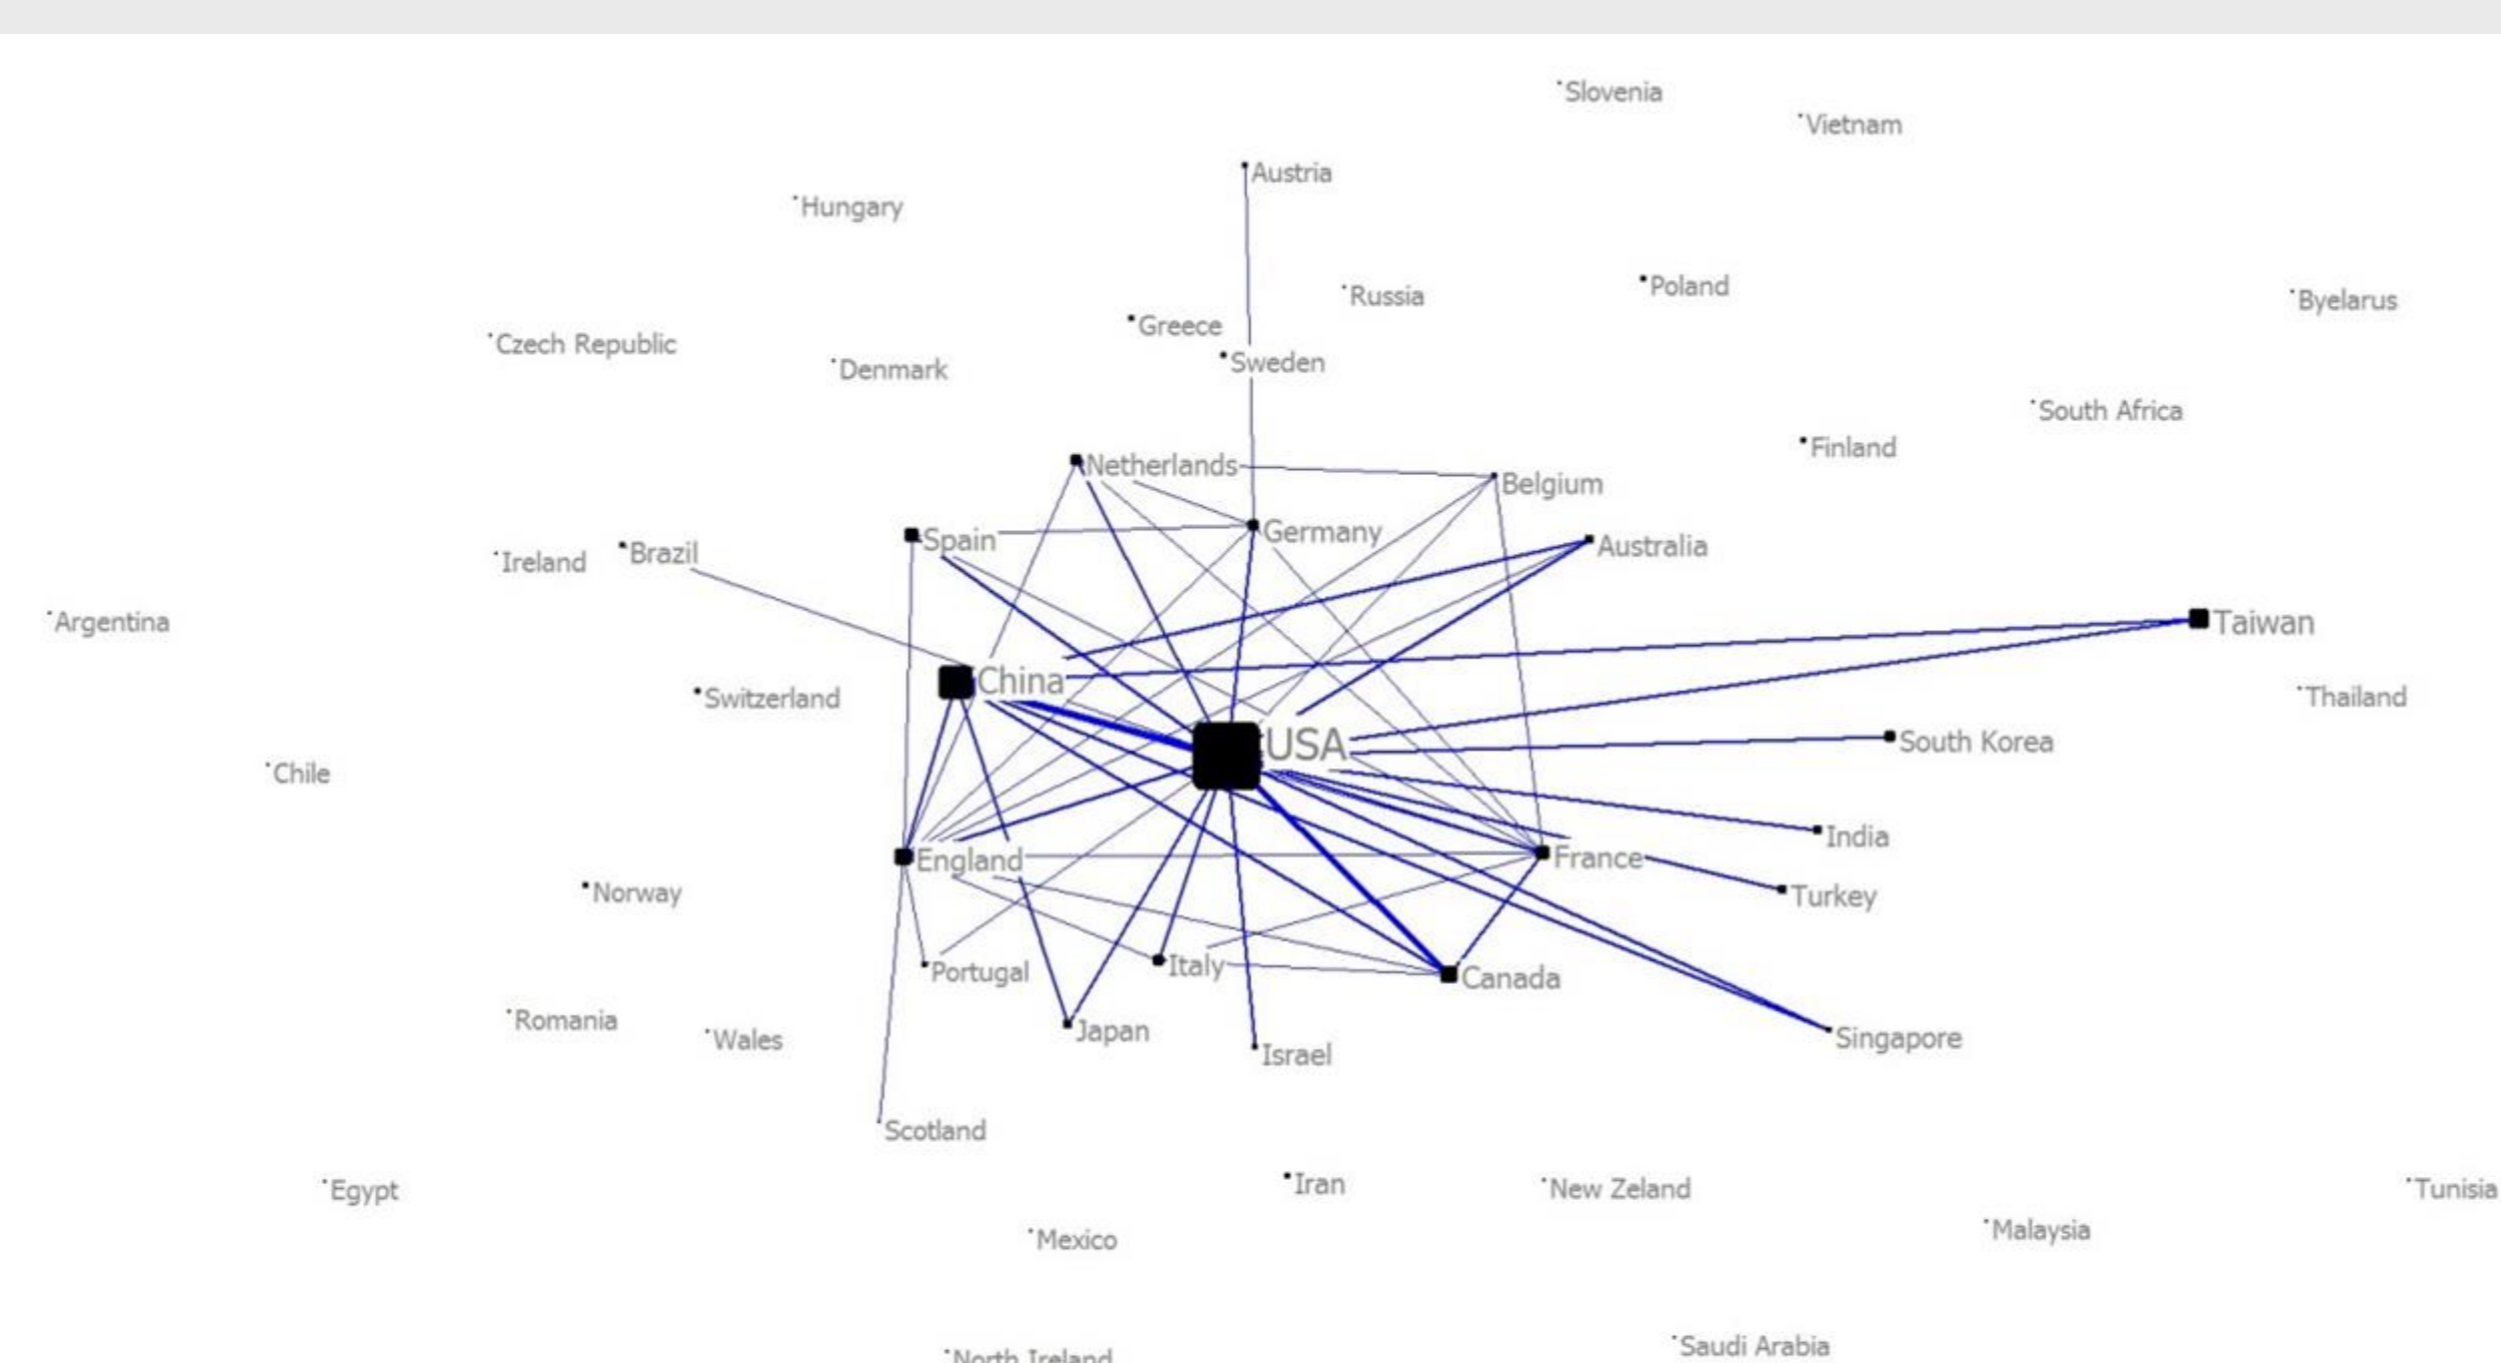 Slovenia
Vietnam
Austria
Hungary
Poland
Russia
Byelarus
Greece
Czech Republic
Sweden
Denmark
South Africa
Finland
Netherlands
Belgium
Germany
Spain
Australia
Brazil
Ireland
Argentina
Taiwan
China
Thailand
Switzerland
USA
South Korea
Chile
India
England
France
Norway
Turkey
Italy
Portugal
Canada
Romania
Japan
Singapore
Wales
Israel
Scotland
Iran
New Zeland
Tunisia
Egypt
Malaysia
Mexico
Saudi Arabia
North Ireland